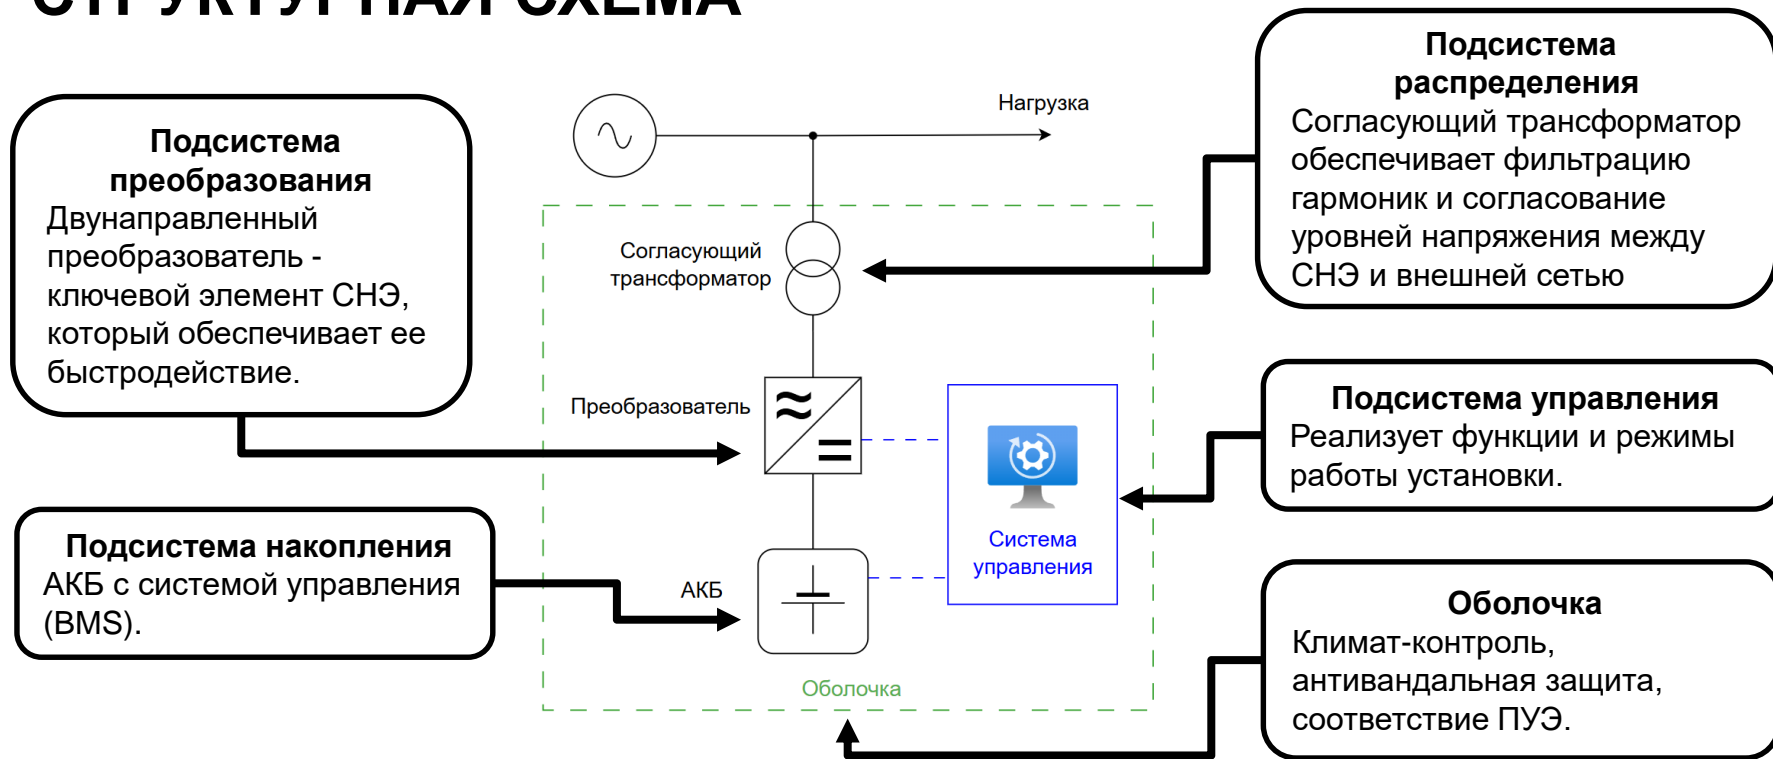 СТРУКТУРНАЯ СХЕМА
Подсистема
преобразования
Двунаправленный
преобразователь -
ключевой элемент СНЭ,
который обеспечивает ее
быстродействие.
Подсистема накопления
АКБ с системой управления
(BMS).
Нагрузка
Согласующий
трансформатор
Преобразователь
АКБ
Система
управления
Оболочка
Подсистема
распределения
Согласующий трансформатор
обеспечивает фильтрацию
гармоник и согласование
уровней напряжения между
СНЭ и внешней сетью
Подсистема управления
Реализует функции и режимы
работы установки.
Оболочка
Климат-контроль,
антивандальная защита,
соответствие ПУЭ.